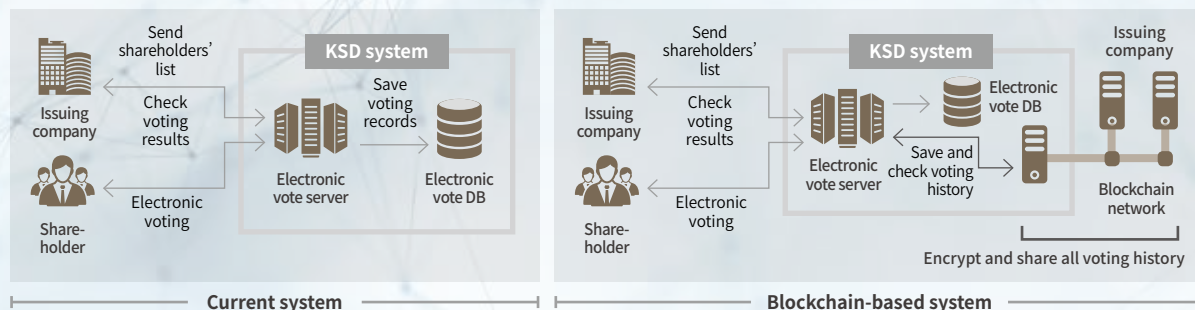 Send
shareholders'
list
KSD system
Issuing
company
Check
voting
results
Save
voting
records
Electronic
vote server
Electronic
vote DB
Share-
holder
Electronic
voting
Current system
Send
shareholders'
list
KSD system
Issuing
company
Issuing
company
Check
voting
results
Electronic
vote DB
Electronic
vote server
Save and
check voting
history
Blockchain
network
Share-
holder
Electronic
voting
Encrypt and share all voting history
Blockchain-based system